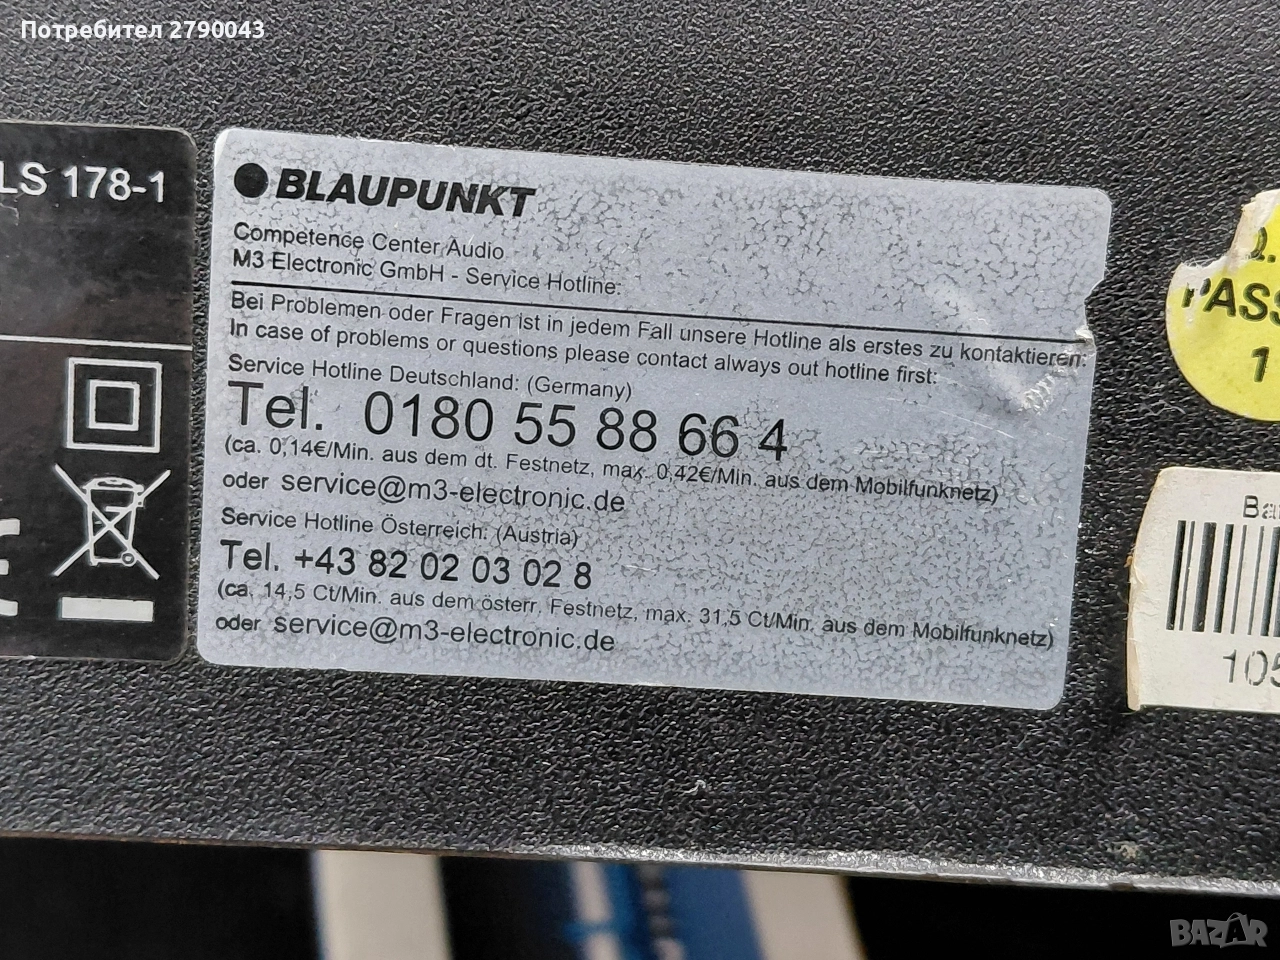 Потребител 2790043
LS 178-1
BLAUPUNKT
Competence Center Audio
M3 Electronic GmbH - Service Hotline:
Bei Problemen oder Fragen ist in jedem Fall unsere Hotline als erstes zu kontaktieren:
In case of problems or questions please contact always out hotline first:
Service Hotline Deutschland: (Germany)
Tel. 0180 55 88 66 4
(ca. 0,14€/Min. aus dem dt. Festnetz, max. 0,42€/Min. aus dem Mobilfunknetz)
oder service@m3-electronic.de
Service Hotline Österreich: (Austria)
Tel. +43 82 02 03 02 8
(ca. 14,5 Ct/Min. aus dem österr. Festnetz, max. 31,5 Ct/Min. aus dem Mobilfunknetz)
oder service@m3-electronic.de
PASS
1
105
BAZAR